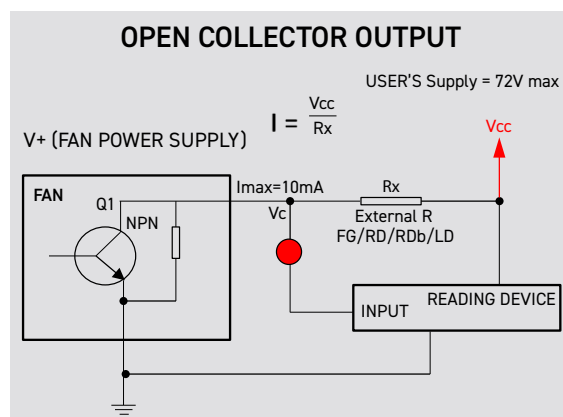 OPEN COLLECTOR OUTPUT
USER'S Supply = 72V max
I = Vcc
Rx
Vcc
V+ (FAN POWER SUPPLY)
FAN
Q1
NPN
Imax=10mA
Rx
Vc
External R
FG/RD/RDb/LD
READING DEVICE
INPUT